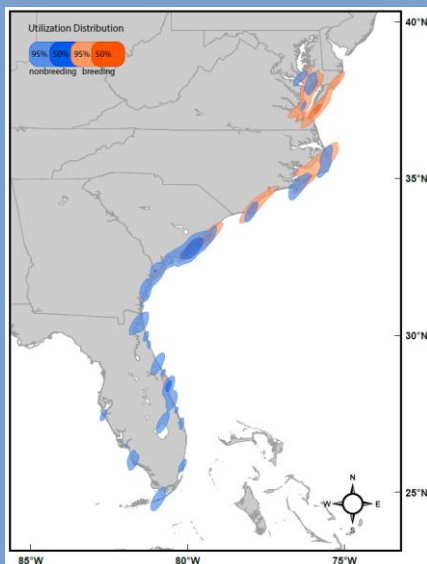 Utilization Distribution
95% 50% 95% 50%
nonbreeding breeding
40°N
35°W
30°N
25°N
N
W E
S
85°W 80°W 75°W